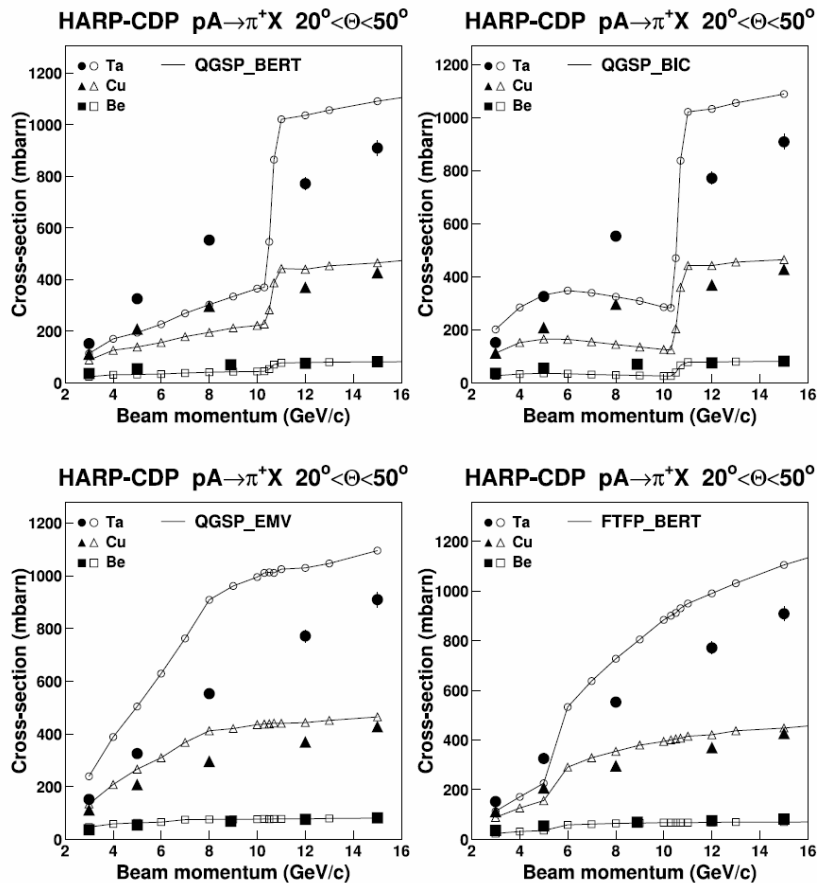 HARP-CDP pA→π⁺X 20°<Θ<50°
Ta
Cu
Be
QGSP_BERT
Cross-section (mbarn)
1200
1000
800
600
400
200
0
2 4 6 8 10 12 14 16
Beam momentum (GeV/c)
HARP-CDP pA→π⁺X 20°<Θ<50°
Ta
Cu
Be
QGSP_BIC
Cross-section (mbarn)
1200
1000
800
600
400
200
0
2 4 6 8 10 12 14 16
Beam momentum (GeV/c)
HARP-CDP pA→π⁺X 20°<Θ<50°
Ta
Cu
Be
QGSP_EMV
Cross-section (mbarn)
1200
1000
800
600
400
200
0
2 4 6 8 10 12 14 16
Beam momentum (GeV/c)
HARP-CDP pA→π⁺X 20°<Θ<50°
Ta
Cu
Be
FTFP_BERT
Cross-section (mbarn)
1200
1000
800
600
400
200
0
2 4 6 8 10 12 14 16
Beam momentum (GeV/c)